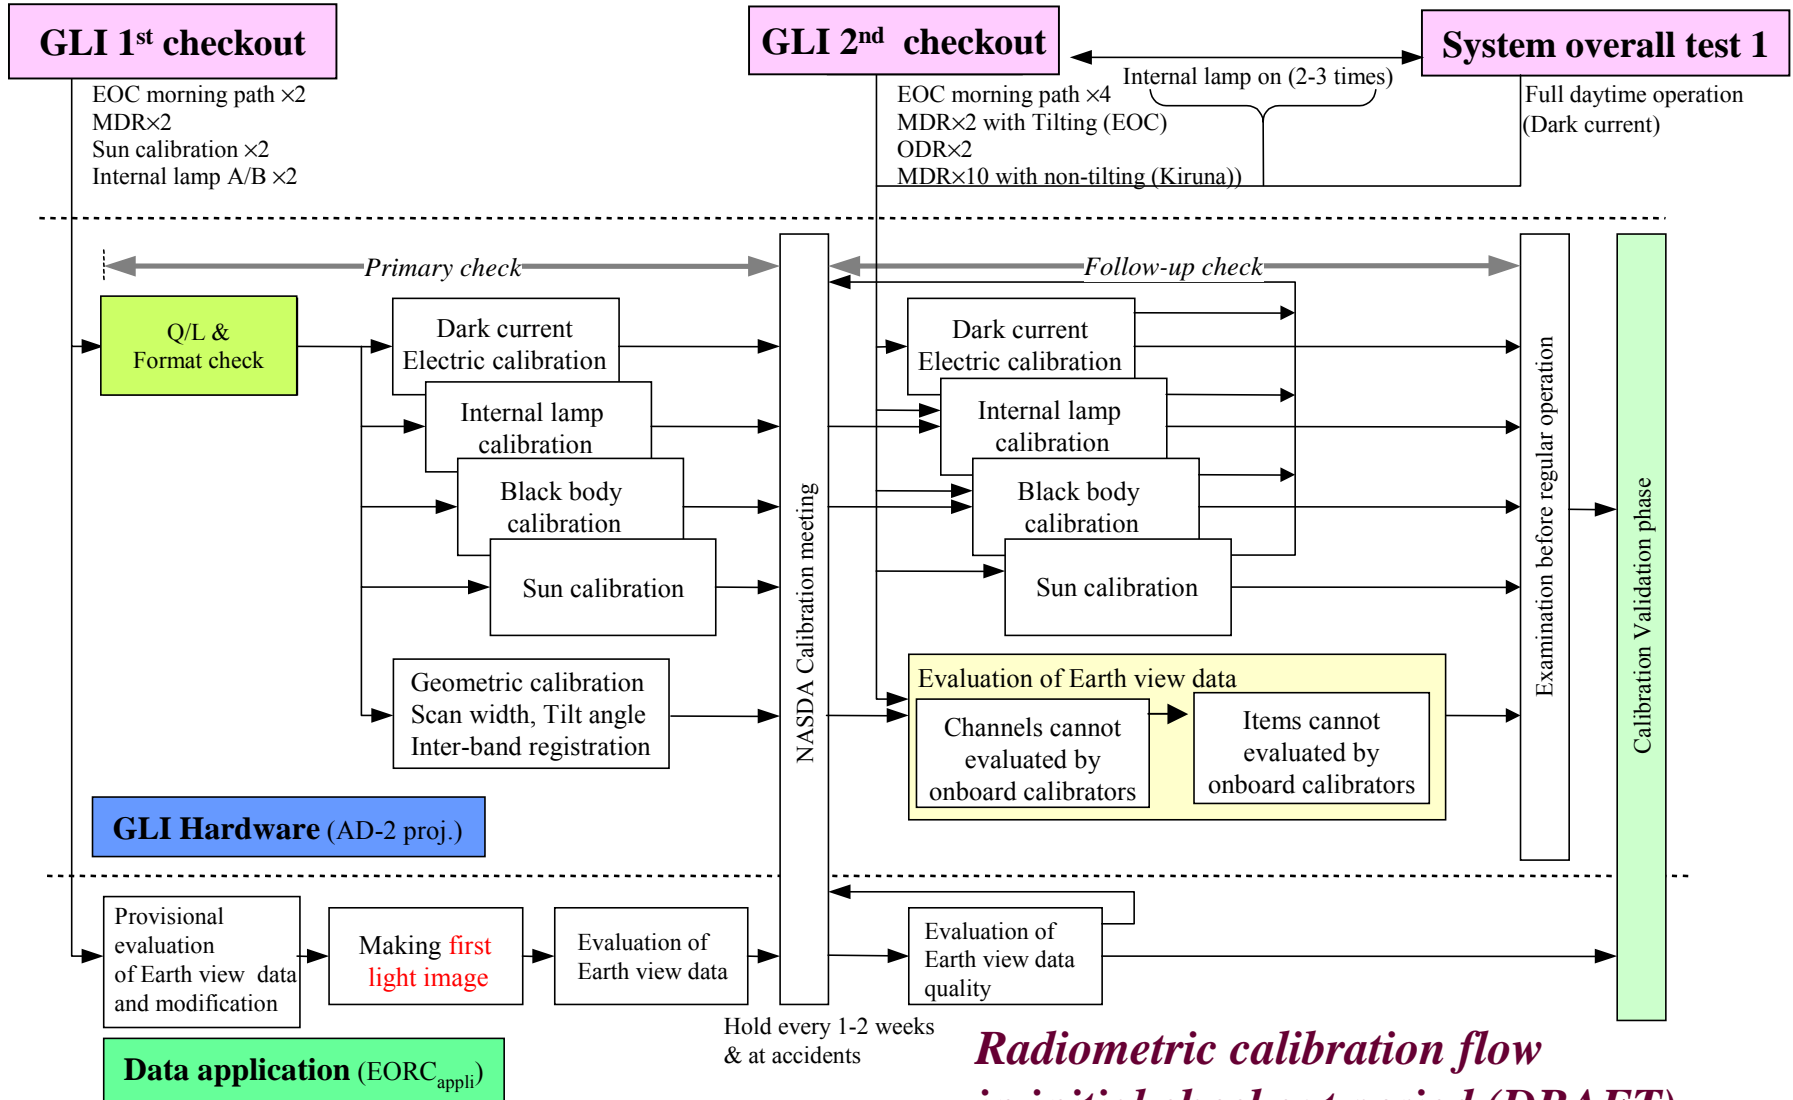 GLI 1st checkout
GLI 2nd checkout
System overall test 1
EOC morning path ×2
MDR×2
Sun calibration ×2
Internal lamp A/B ×2
EOC morning path ×4
MDR×2 with Tilting (EOC)
ODR×2
MDR×10 with non-tilting (Kiruna))
Internal lamp on (2-3 times)
Full daytime operation
(Dark current)
Primary check
Follow-up check
Q/L &
Format check
Dark current
Electric calibration
Internal lamp
calibration
Black body
calibration
Sun calibration
Geometric calibration
Scan width, Tilt angle
Inter-band registration
NASDA Calibration meeting
Dark current
Electric calibration
Internal lamp
calibration
Black body
calibration
Sun calibration
Evaluation of Earth view data
Channels cannot
evaluated by
onboard calibrators
Items cannot
evaluated by
onboard calibrators
Examination before regular operation
Calibration Validation phase
GLI Hardware (AD-2 proj.)
Provisional
evaluation
of Earth view data
and modification
Making first
light image
Evaluation of
Earth view data
Evaluation of
Earth view data
quality
Hold every 1-2 weeks
& at accidents
Data application (EORCappli)
Radiometric calibration flow
in initial checkout period (DRAFT)